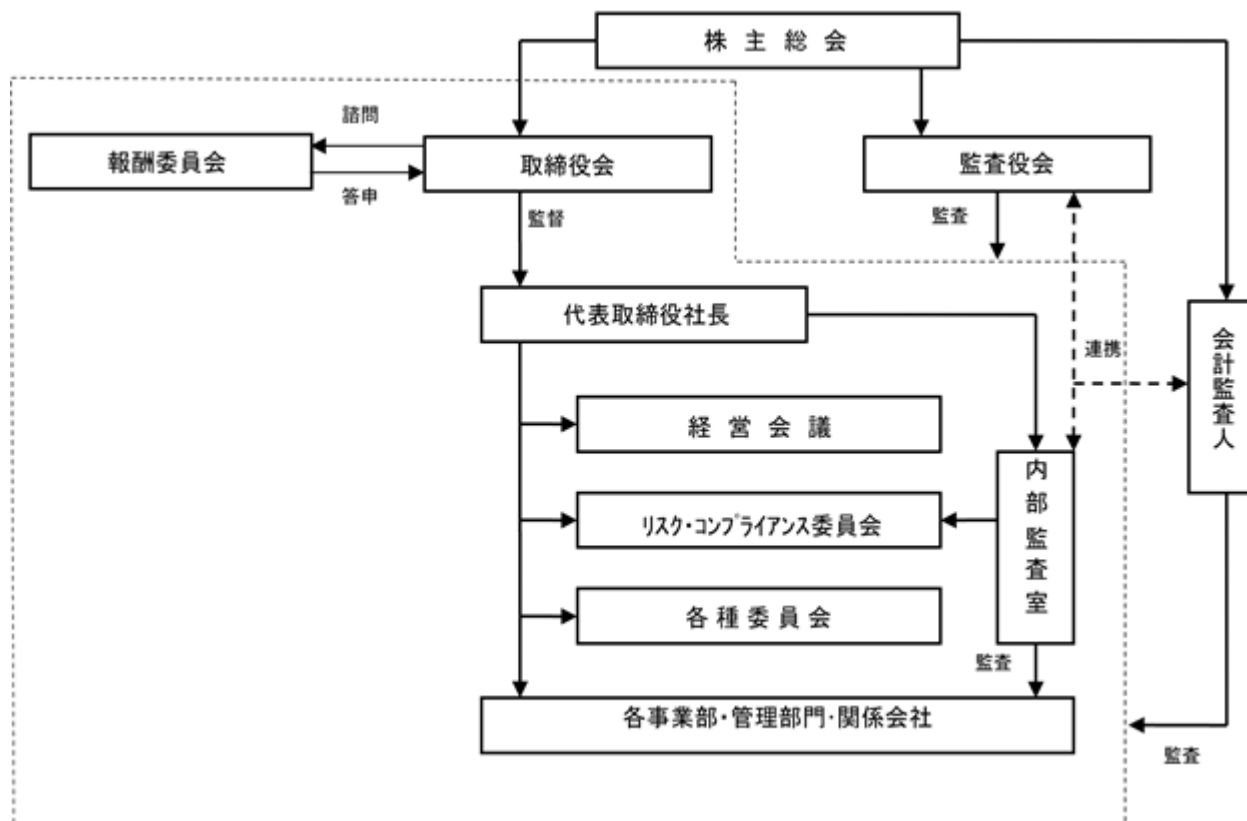 株主総会
諮問
報酬委員会
取締役会
監査役会
答申
監督
監査
代表取締役社長
会計監査人
連携
経営会議
内部監査室
リスク・コンプライアンス委員会
各種委員会
監査
各事業部・管理部門・関係会社
監査